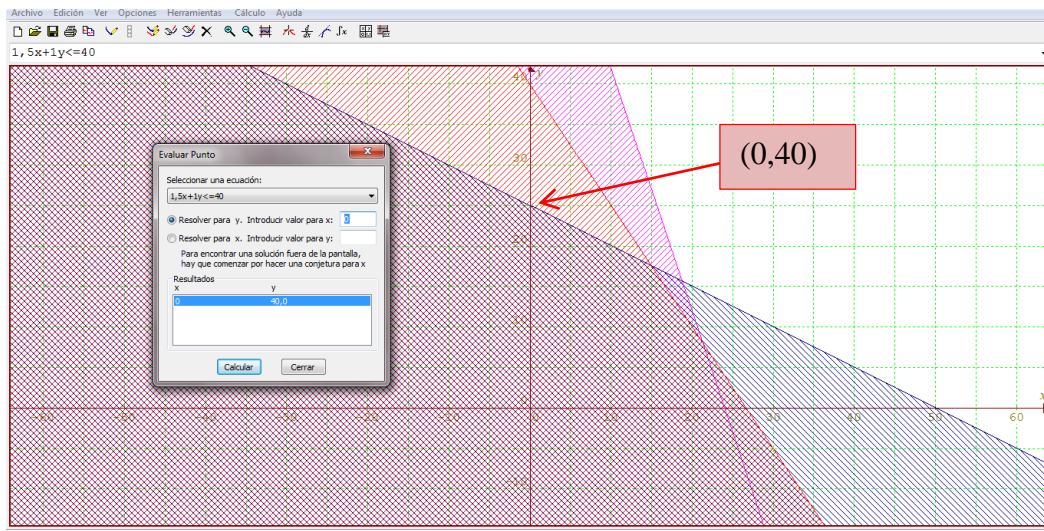 Archivo Edición Ver Opciones Herramientas Cálculo Ayuda
1,5x+1y<=40
40 y
30
20
10
0
-10
-60 -50 -40 -30 -20 -10 0 10 20 30 40 50 60 x
(0,40)
Evaluar Punto
Seleccionar una ecuación:
1,5x+1y<=40
Resolver para y. Introducir valor para x: 0
Resolver para x. Introducir valor para y:
Para encontrar una solución fuera de la pantalla,
hay que comenzar por hacer una conjetura para x
Resultados
x y
0 40,0
Calcular Cerrar